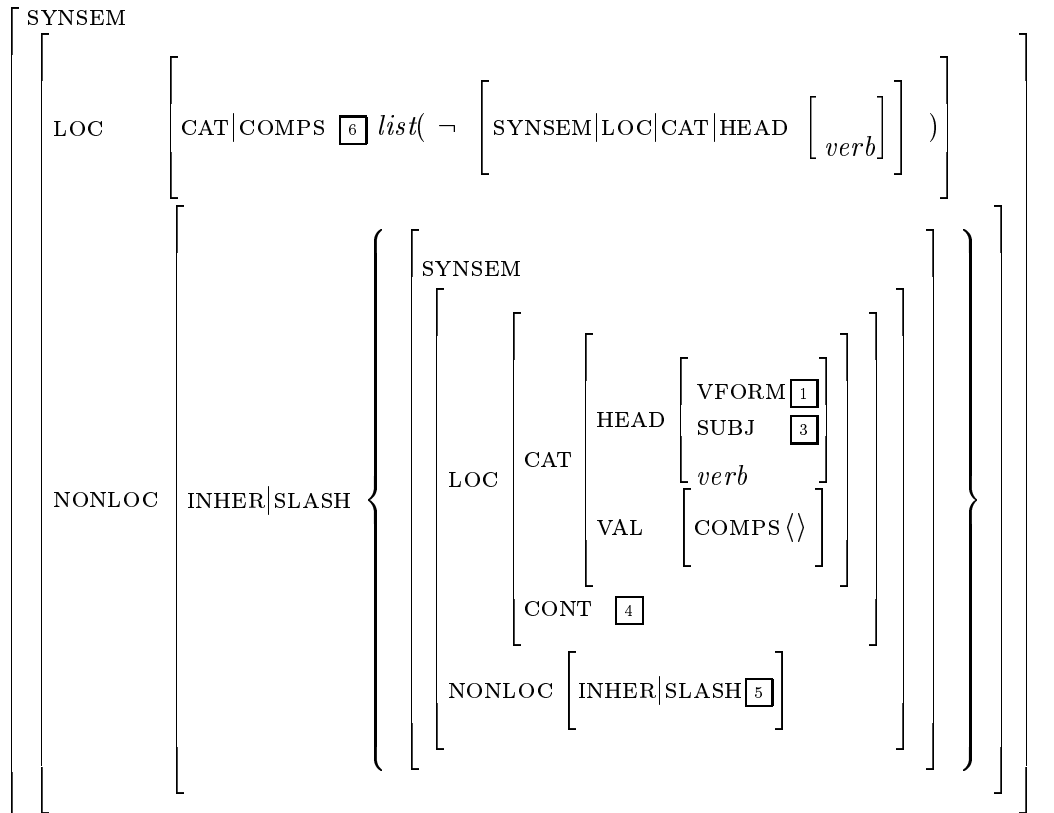 SYNSEM
LOC CAT|COMPS 6 list( ¬ SYNSEM|LOC|CAT|HEAD verb )
SYNSEM
VFORM 1
HEAD SUBJ 3
CAT verb
LOC
NONLOC INHER|SLASH
VAL COMPS ⟨⟩
CONT 4
NONLOC INHER|SLASH 5